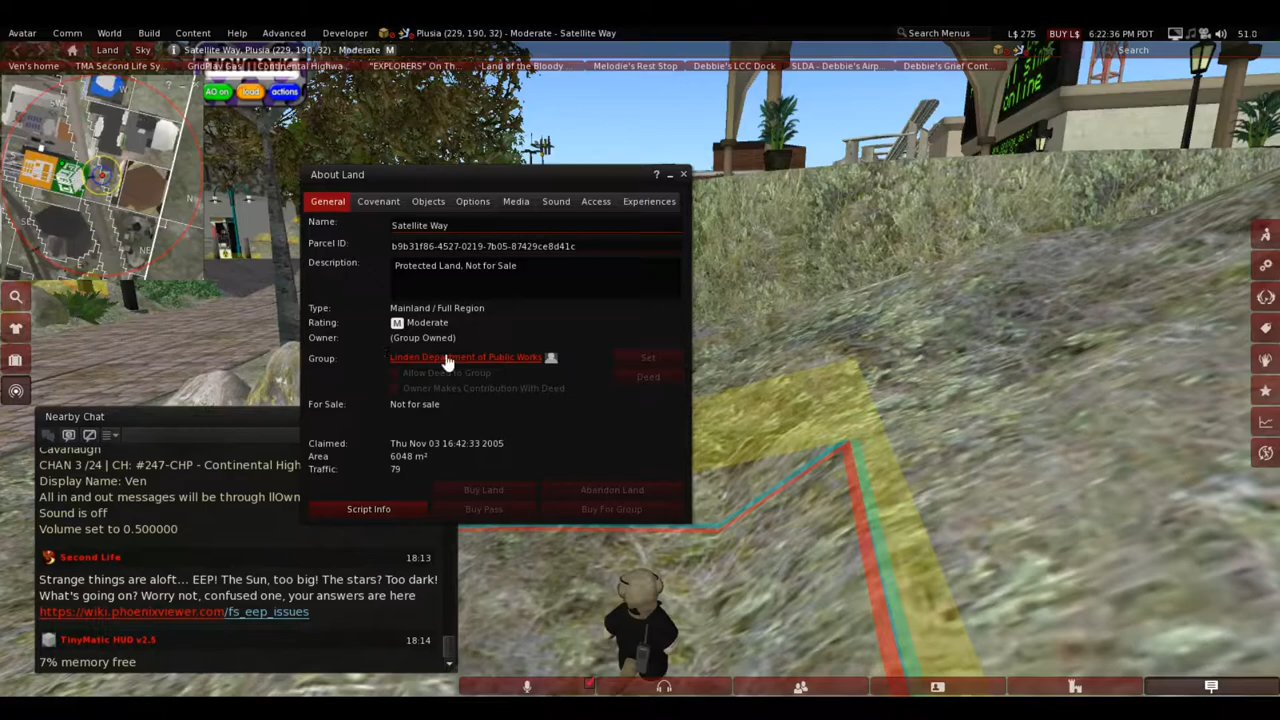 Avatar Comm World Build Content Help Advanced Developer Plusia (229, 190, 32) - Moderate - Satellite Way Search Menus L$ 275 BUY L$ 6:22:36 PM PDT 51.0
Land Sky Satellite Way, Plusia (229, 190, 32) - Moderate M Search
Ven's home TMA Second Life Sy... GridPlay Gas Continental Highwa... "EXPLORERS" On Th... Land of the Bloody Melodie's Rest Stop Debbie's LCC Dock SLDA - Debbie's Airp... Debbie's Grief Cont...
AO on load actions
online
About Land
General Covenant Objects Options Media Sound Access Experiences
Name: Satellite Way
Parcel ID: b9b31f86-4527-0219-7b05-87429ce8d41c
Description: Protected Land, Not for Sale
Type: Mainland / Full Region
Rating: M Moderate
Owner: (Group Owned)
Group: Linden Department of Public Works Set
Allow Deed to Group Deed
Owner Makes Contribution With Deed
For Sale: Not for sale
Claimed: Thu Nov 03 16:42:33 2005
Area 6048 m²
Traffic: 79
Buy Land Abandon Land
Script Info Buy Pass Buy For Group
Nearby Chat
Cavanaugh
CHAN 3 /24 | CH: #247-CHP - Continental High
Display Name: Ven
All in and out messages will be through llOwn
Sound is off
Volume set to 0.500000
Second Life 18:13
Strange things are aloft... EEP! The Sun, too big! The stars? Too dark!
What's going on? Worry not, confused one, your answers are here
https://wiki.phoenixviewer.com/fs_eep_issues
TinyMatic HUD v2.5 18:14
7% memory free